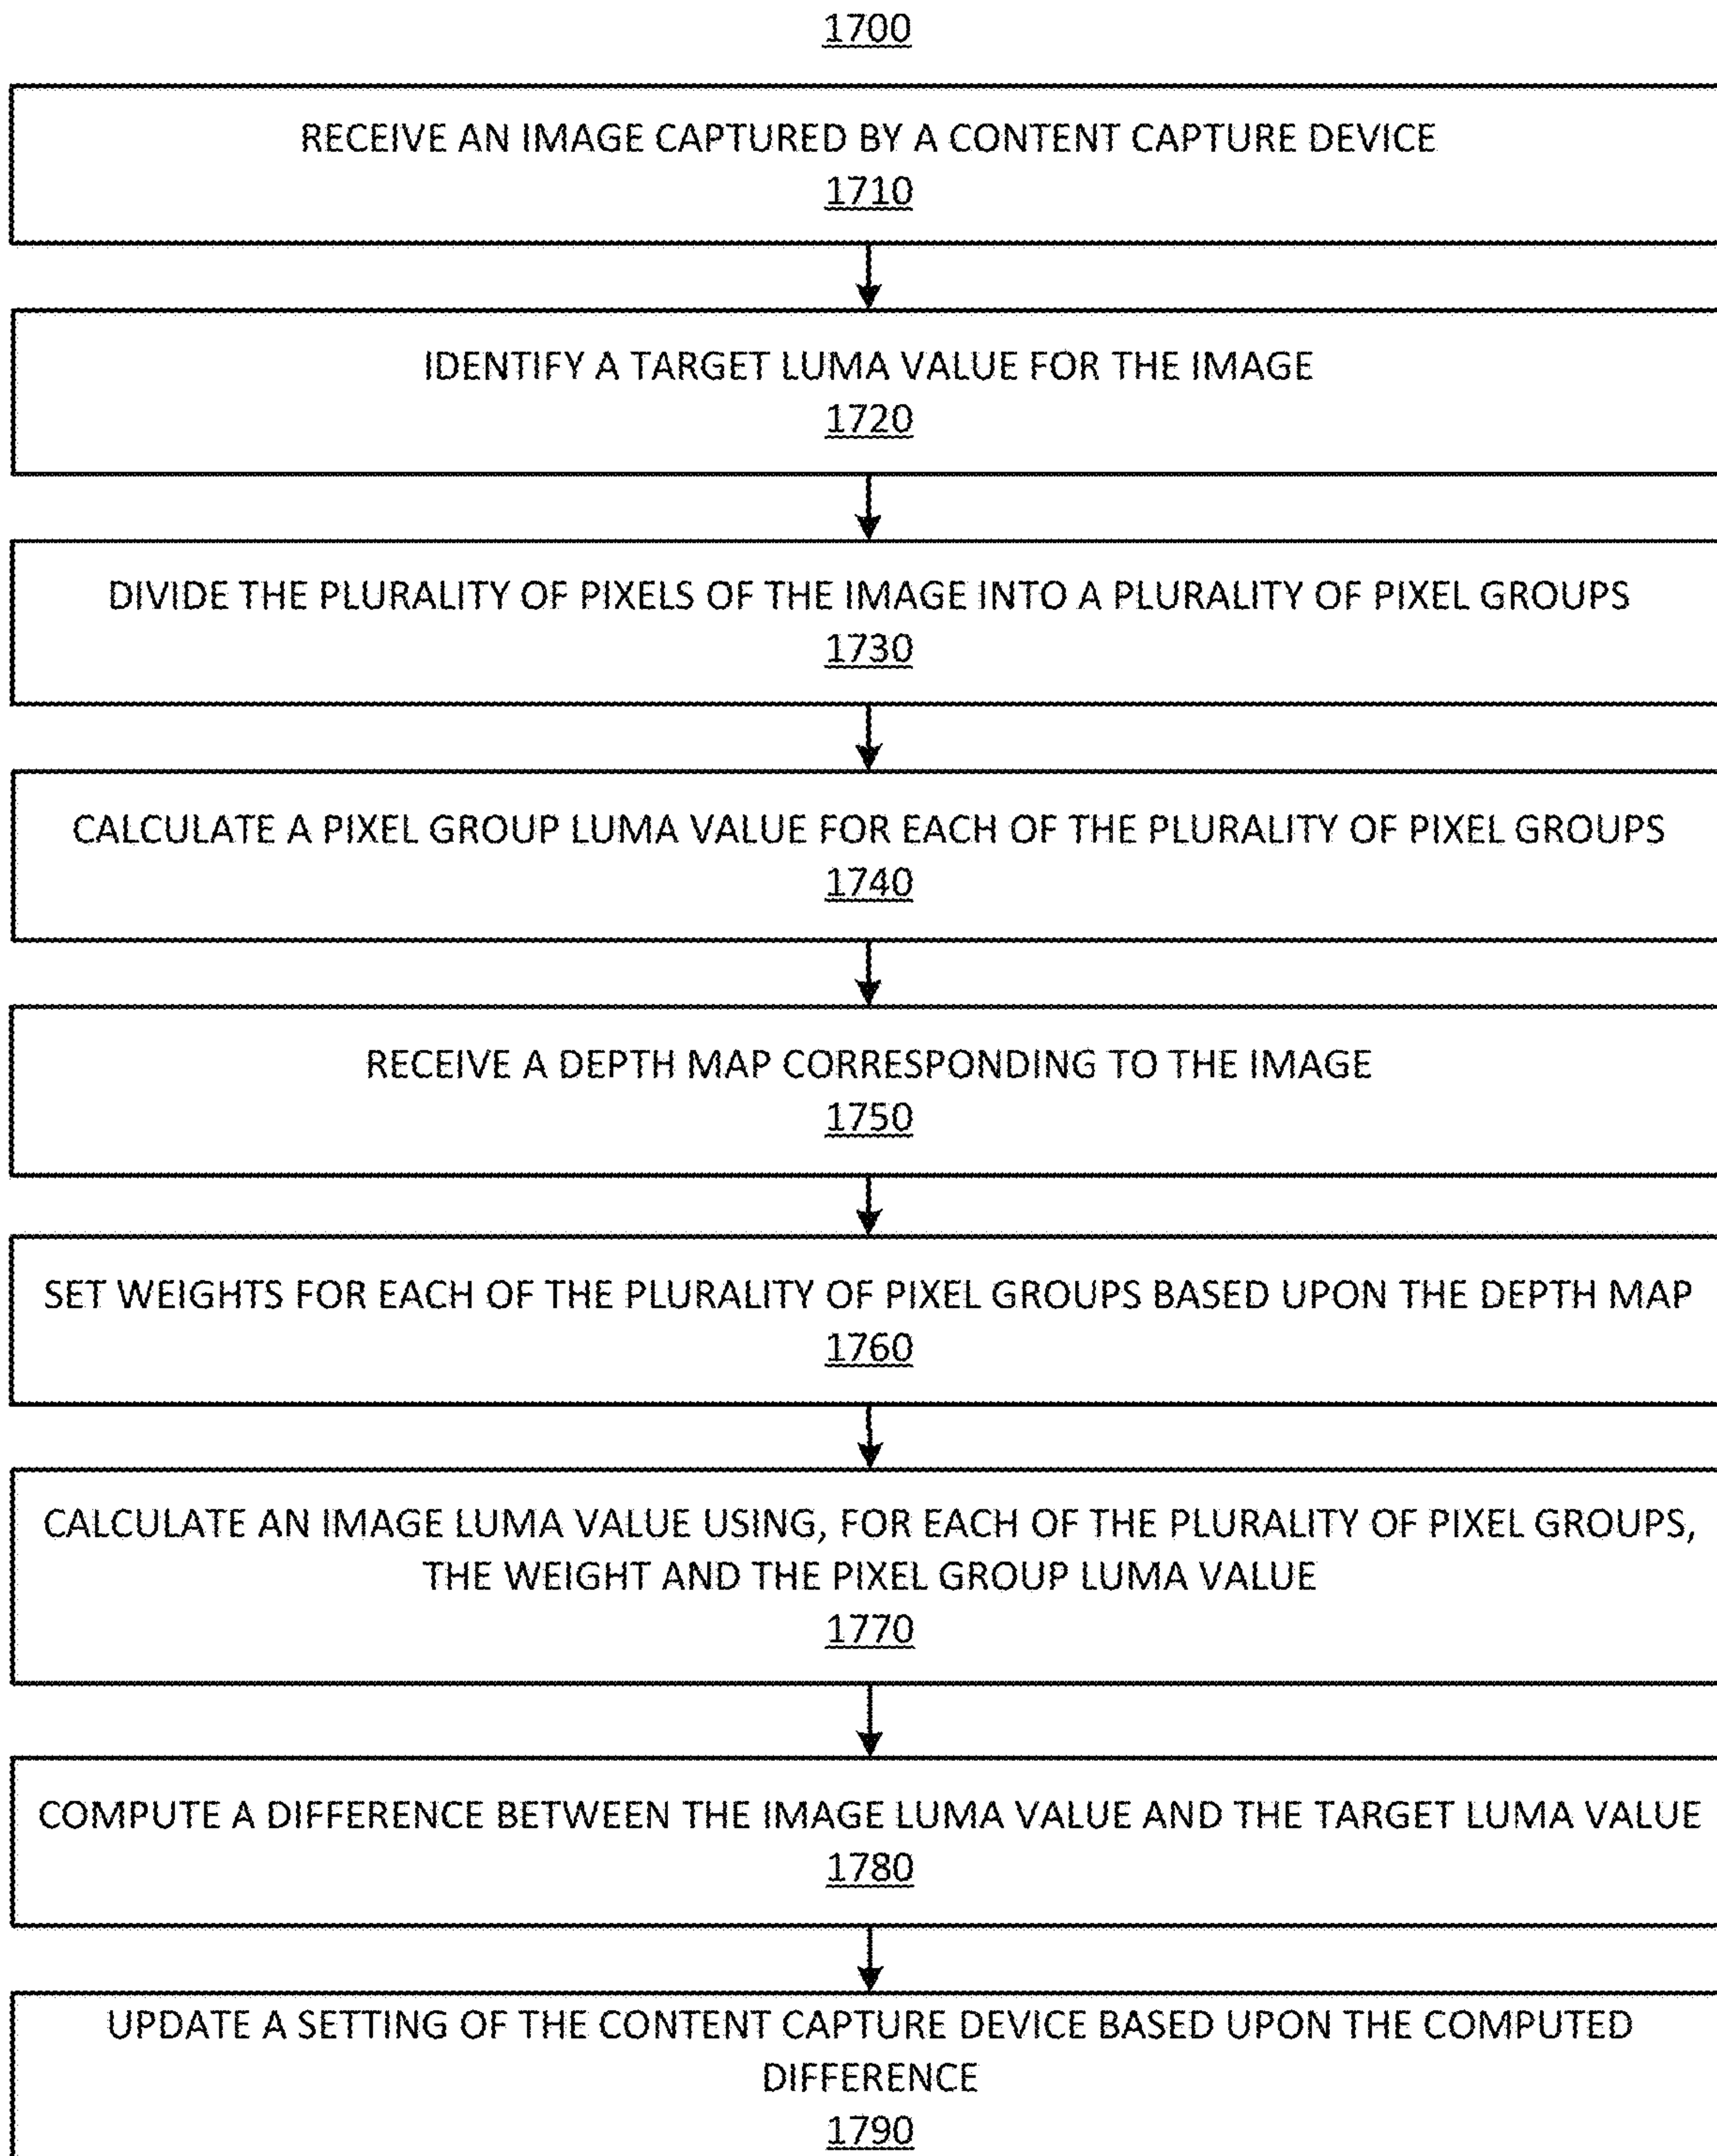 1700
RECEIVE AN IMAGE CAPTURED BY A CONTENT CAPTURE DEVICE
1710
IDENTIFY A TARGET LUMA VALUE FOR THE IMAGE
1720
DIVIDE THE PLURALITY OF PIXELS OF THE IMAGE INTO A PLURALITY OF PIXEL GROUPS
1730
CALCULATE A PIXEL GROUP LUMA VALUE FOR EACH OF THE PLURALITY OF PIXEL GROUPS
1740
RECEIVE A DEPTH MAP CORRESPONDING TO THE IMAGE
1750
SET WEIGHTS FOR EACH OF THE PLURALITY OF PIXEL GROUPS BASED UPON THE DEPTH MAP
1760
CALCULATE AN IMAGE LUMA VALUE USING, FOR EACH OF THE PLURALITY OF PIXEL GROUPS,
THE WEIGHT AND THE PIXEL GROUP LUMA VALUE
1770
COMPUTE A DIFFERENCE BETWEEN THE IMAGE LUMA VALUE AND THE TARGET LUMA VALUE
1780
UPDATE A SETTING OF THE CONTENT CAPTURE DEVICE BASED UPON THE COMPUTED
DIFFERENCE
1790